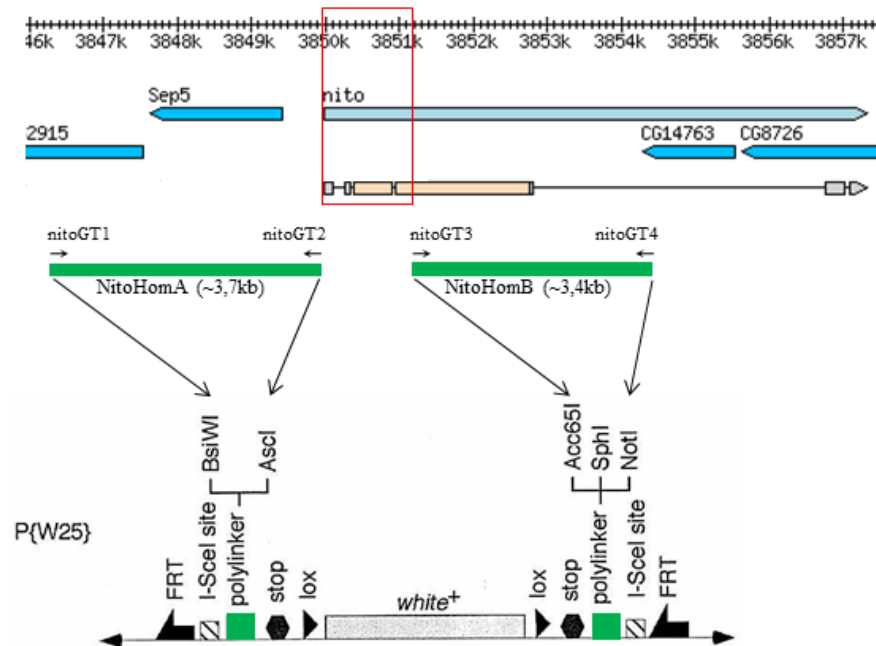 46k 3847k 3848k 3849k 3850k 3851k 3852k 3853k 3854k 3855k 3856k 3857k
Sep5 nito
2915 CG14763 CG8726
nitoGT1 nitoGT2 nitoGT3 nitoGT4
NitoHomA (~3,7kb) NitoHomB (~3,4kb)
BsiWI AscI Acc65I SphI NotI
P{W25}
FRT I-SceI site polylinker stop lox white+ lox stop polylinker I-SceI site FRT